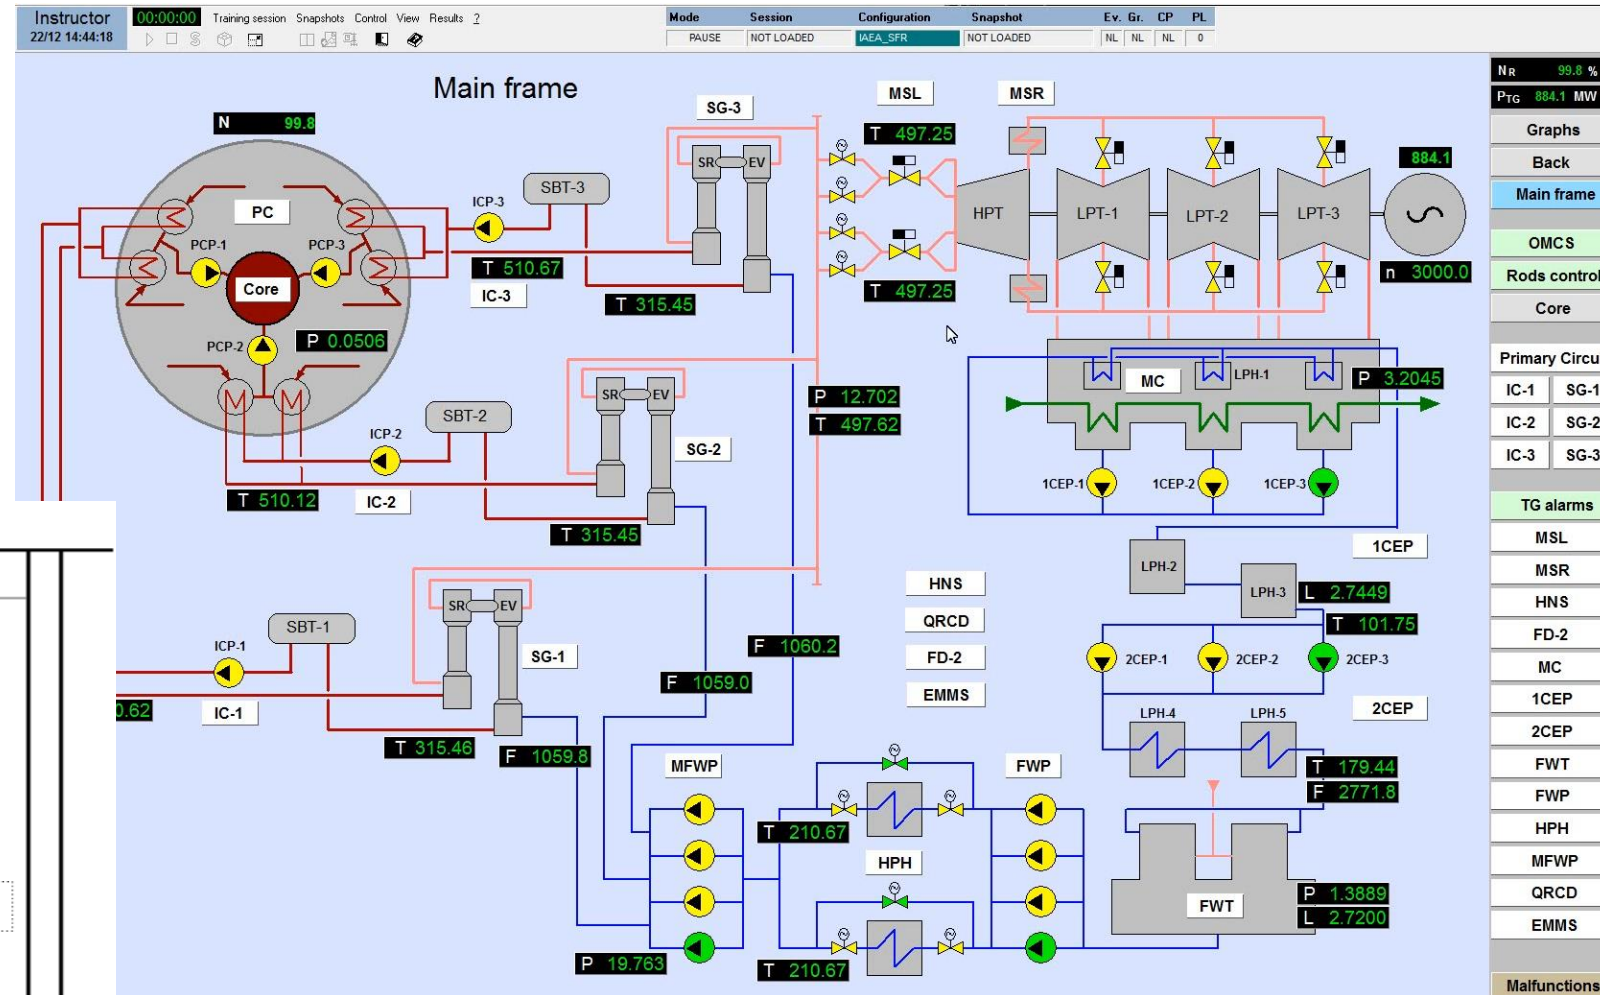 Instructor
22/12 14:44:18
00:00:00 Training session Snapshots Control View Results ?
Mode Session Configuration Snapshot Ev. Gr. CP PL
PAUSE NOT LOADED IAEA_SFR NOT LOADED NL NL NL 0
Main frame
N 99.8
PC
PCP-1
PCP-3
Core
PCP-2
P 0.0506
ICP-3
SBT-3
T 510.67
IC-3
T 315.45
SG-3
SR EV
ICP-2
SBT-2
T 510.12
IC-2
T 315.45
SR EV
SG-2
ICP-1
SBT-1
0.62
IC-1
T 315.46
SR EV
SG-1
F 1059.8
F 1059.0
F 1060.2
MSL
T 497.25
T 497.25
P 12.702
T 497.62
MSR
HPT
LPT-1
LPT-2
LPT-3
884.1
n 3000.0
MC
LPH-1
P 3.2045
1CEP-1
1CEP-2
1CEP-3
1CEP
LPH-2
LPH-3
L 2.7449
T 101.75
2CEP-1
2CEP-2
2CEP-3
2CEP
LPH-4
LPH-5
T 179.44
F 2771.8
HNS
QRCD
FD-2
EMMS
MFWP
P 19.763
T 210.67
HPH
T 210.67
FWP
FWT
P 1.3889
L 2.7200
NR 99.8 %
PTG 884.1 MW
Graphs
Back
Main frame
OMCS
Rods control
Core
Primary Circu
IC-1 SG-1
IC-2 SG-2
IC-3 SG-3
TG alarms
MSL
MSR
HNS
FD-2
MC
1CEP
2CEP
FWT
FWP
HPH
MFWP
QRCD
EMMS
Malfunctions